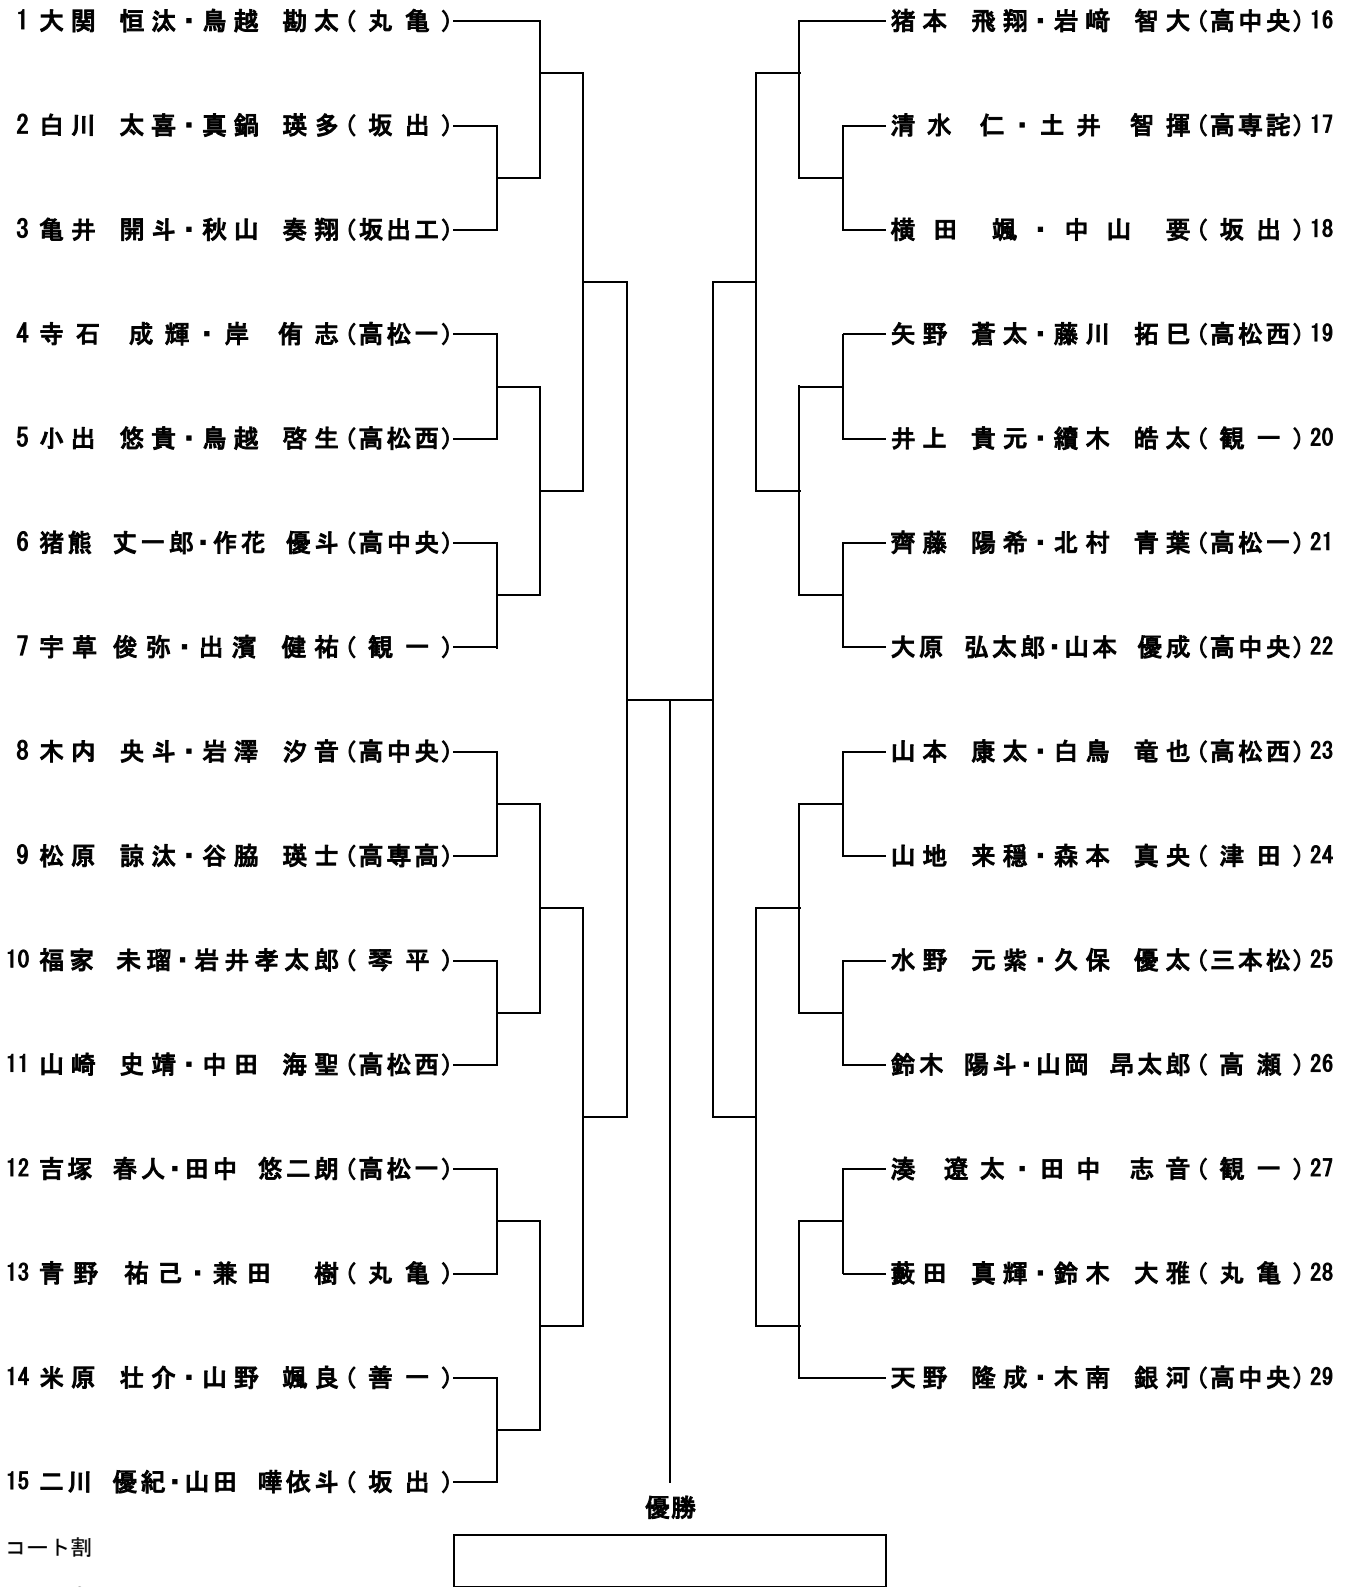 1 大関 恒汰・鳥越 勘太(丸亀)
2 白川 太喜・真鍋 瑛多(坂出)
3 亀井 開斗・秋山 奏翔(坂出工)
4 寺石 成輝・岸 侑志(高松一)
5 小出 悠貴・鳥越 啓生(高松西)
6 猪熊 丈一郎・作花 優斗(高中央)
7 宇草 俊弥・出濱 健祐(観一)
8 木内 央斗・岩澤 汐音(高中央)
9 松原 諒汰・谷脇 瑛士(高専高)
10 福家 未瑠・岩井孝太郎(琴平)
11 山崎 史靖・中田 海聖(高松西)
12 吉塚 春人・田中 悠二朗(高松一)
13 青野 祐己・兼田 樹(丸亀)
14 米原 壮介・山野 颯良(善一)
15 二川 優紀・山田 曄依斗(坂出)
猪本 飛翔・岩﨑 智大(高中央)16
清水 仁・土井 智揮(高専詫)17
横田 颯・中山 要(坂出)18
矢野 蒼太・藤川 拓巳(高松西)19
井上 貴元・續木 皓太(観一)20
齊藤 陽希・北村 青葉(高松一)21
大原 弘太郎・山本 優成(高中央)22
山本 康太・白鳥 竜也(高松西)23
山地 来穏・森本 真央(津田)24
水野 元紫・久保 優太(三本松)25
鈴木 陽斗・山岡 昂太郎(高瀬)26
湊 遼太・田中 志音(観一)27
藪田 真輝・鈴木 大雅(丸亀)28
天野 隆成・木南 銀河(高中央)29
優勝
コート割